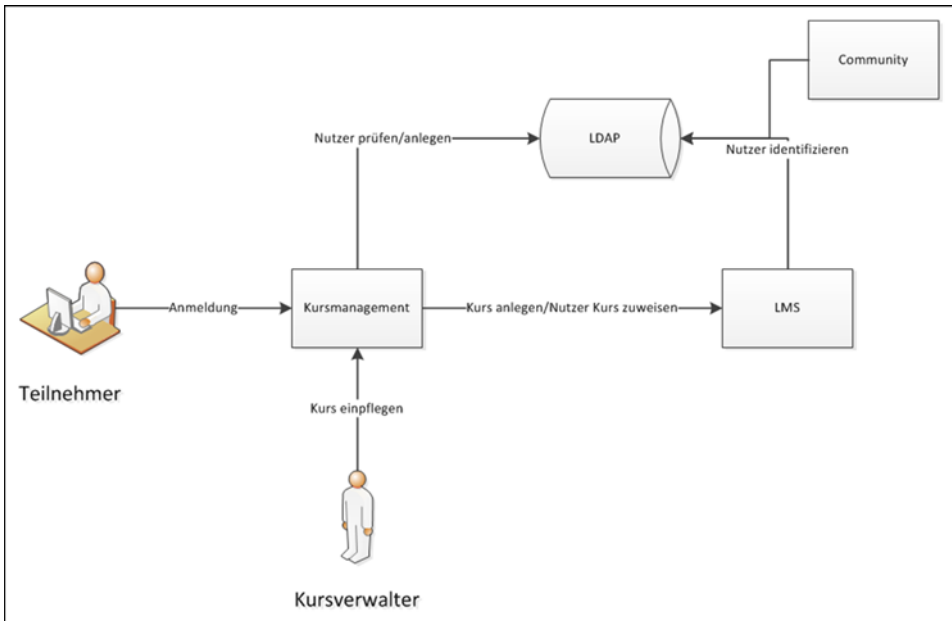 Community
Nutzer prüfen/anlegen
LDAP
Nutzer identifizieren
Anmeldung
Kursmanagement
Kurs anlegen/Nutzer Kurs zuweisen
LMS
Teilnehmer
Kurs einpflegen
Kursverwalter